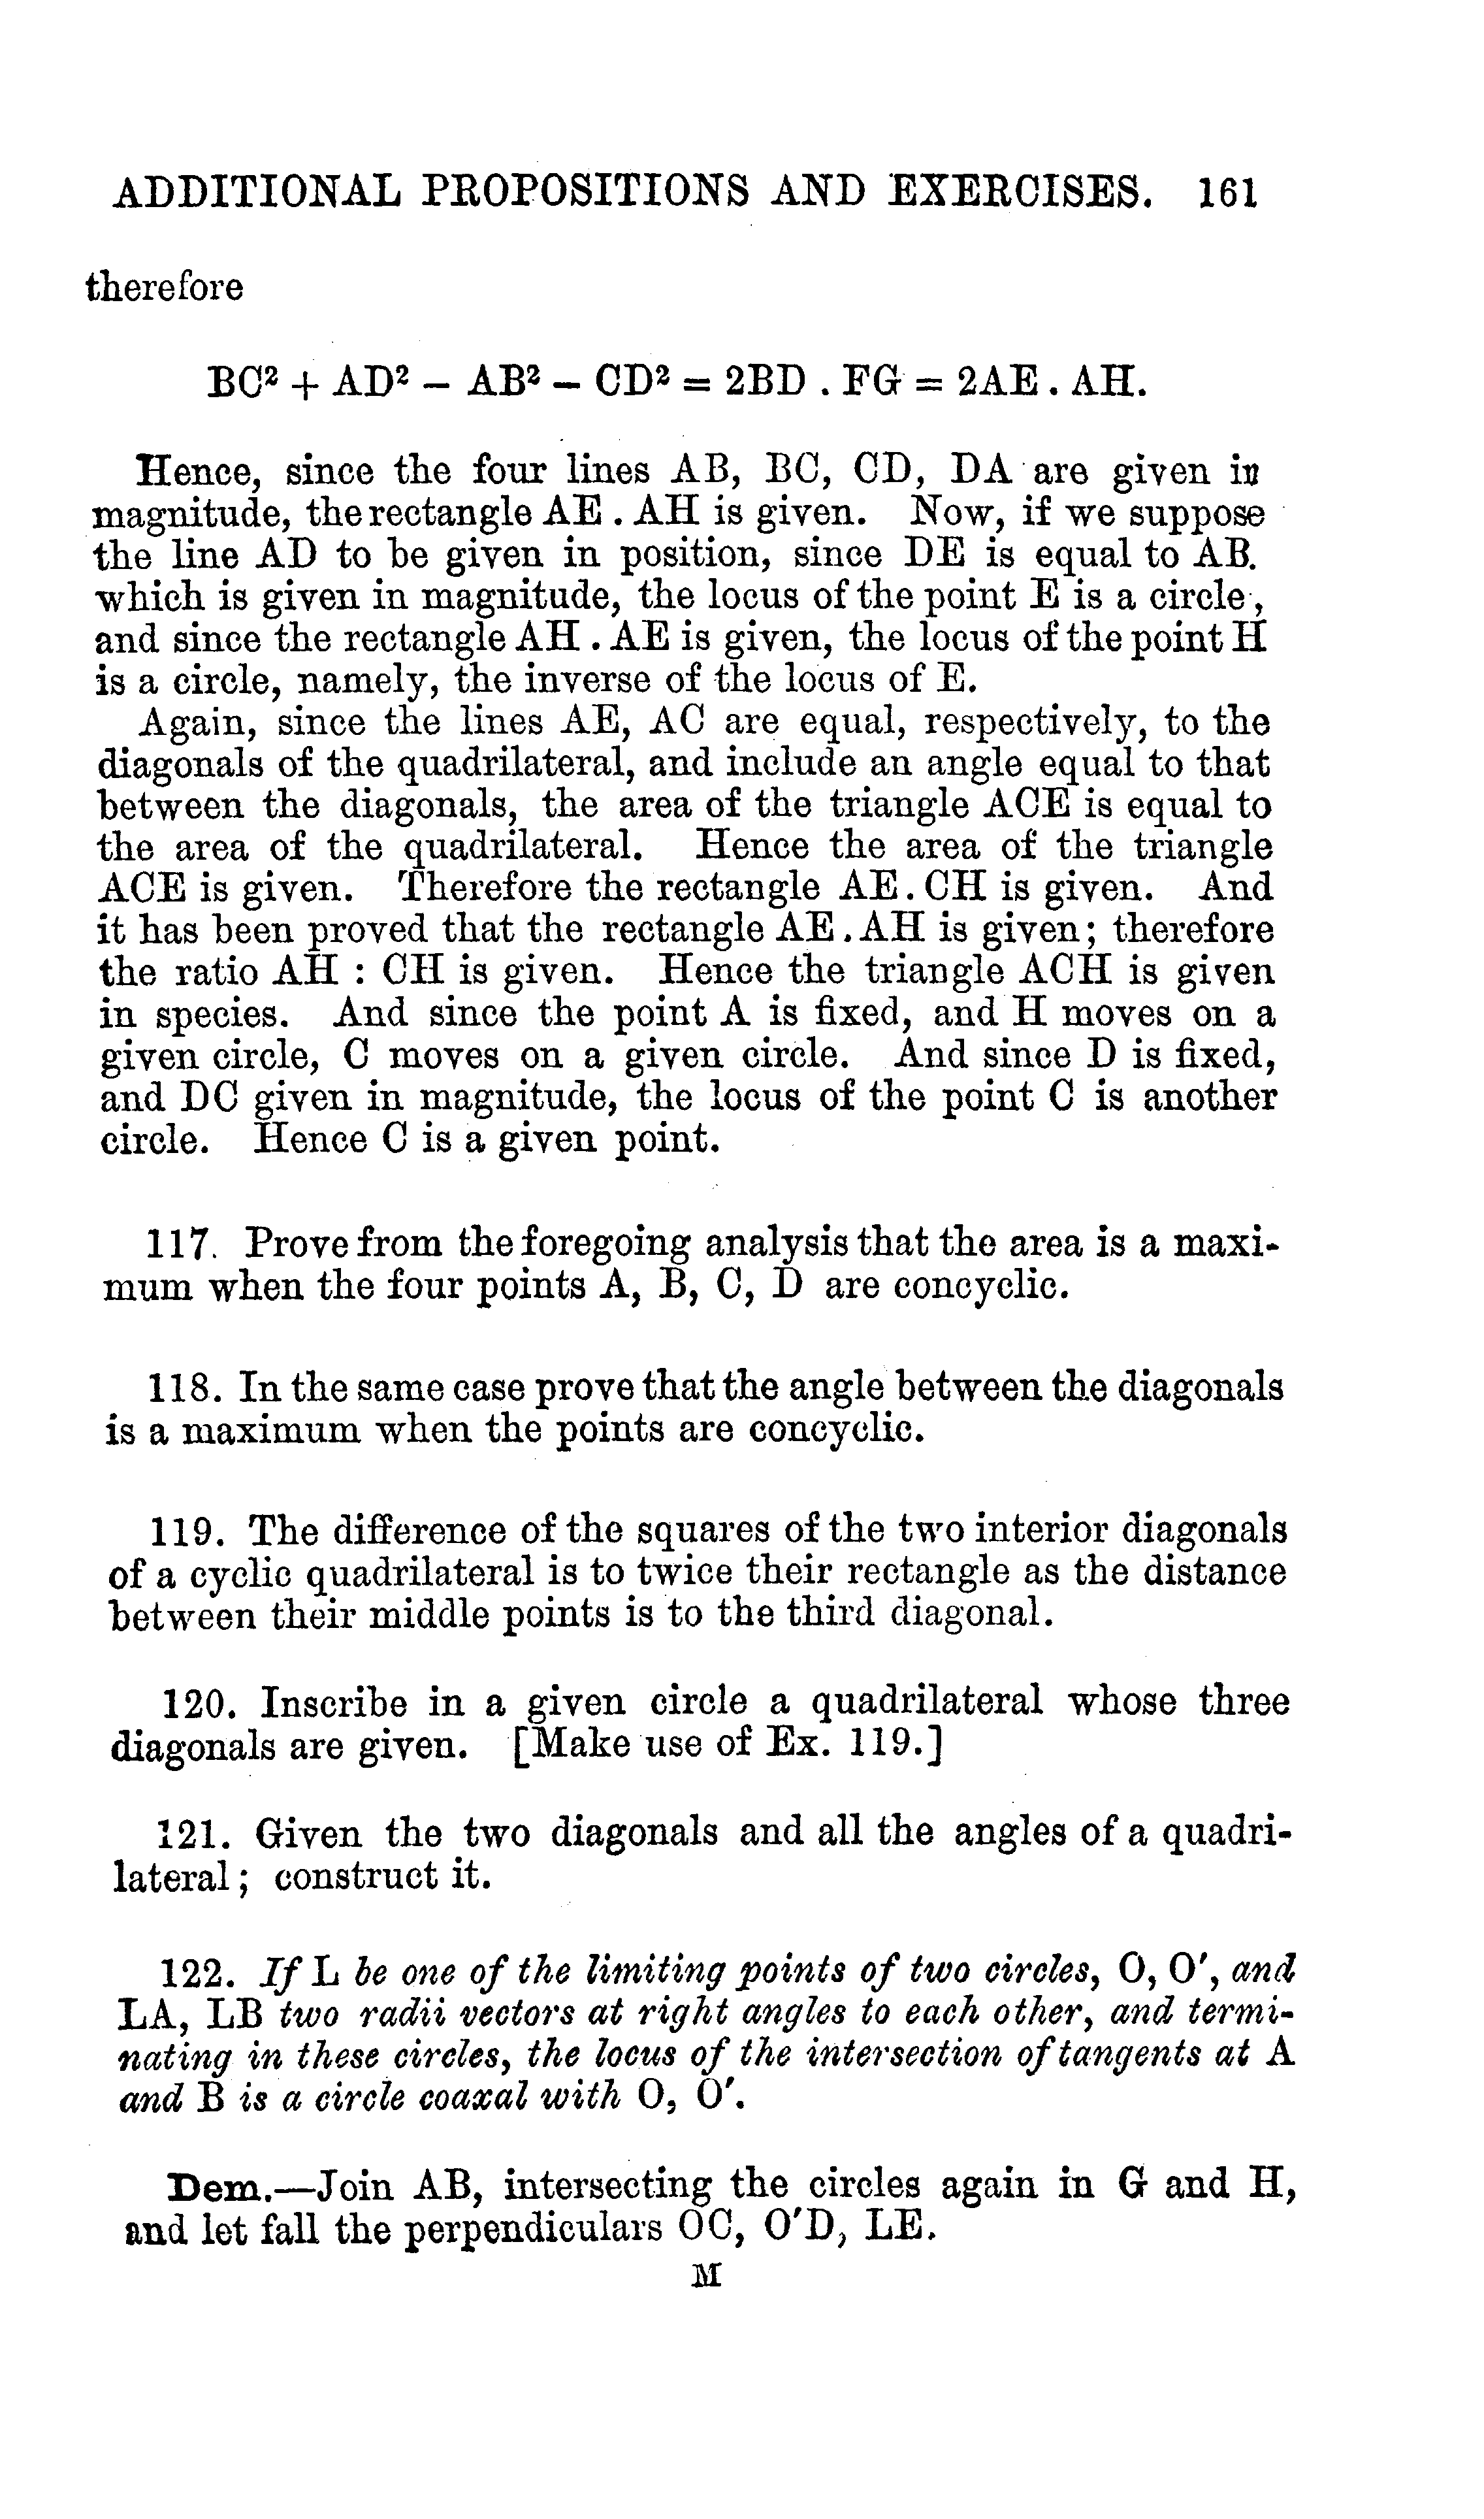 ADDITIONAL PROPOSITIONS AND EXERCISES. 161
therefore
BC² + AD² − AB² − CD² = 2BD . FG = 2AE . AH.
Hence, since the four lines AB, BC, CD, DA are given in
magnitude, the rectangle AE . AH is given. Now, if we suppose
the line AD to be given in position, since DE is equal to AB.
which is given in magnitude, the locus of the point E is a circle,
and since the rectangle AH . AE is given, the locus of the point H
is a circle, namely, the inverse of the locus of E.
Again, since the lines AE, AC are equal, respectively, to the
diagonals of the quadrilateral, and include an angle equal to that
between the diagonals, the area of the triangle ACE is equal to
the area of the quadrilateral. Hence the area of the triangle
ACE is given. Therefore the rectangle AE . CH is given. And
it has been proved that the rectangle AE . AH is given; therefore
the ratio AH : CH is given. Hence the triangle ACH is given
in species. And since the point A is fixed, and H moves on a
given circle, C moves on a given circle. And since D is fixed,
and DC given in magnitude, the locus of the point C is another
circle. Hence C is a given point.
117. Prove from the foregoing analysis that the area is a maxi-
mum when the four points A, B, C, D are concyclic.
118. In the same case prove that the angle between the diagonals
is a maximum when the points are concyclic.
119. The difference of the squares of the two interior diagonals
of a cyclic quadrilateral is to twice their rectangle as the distance
between their middle points is to the third diagonal.
120. Inscribe in a given circle a quadrilateral whose three
diagonals are given. [Make use of Ex. 119.]
121. Given the two diagonals and all the angles of a quadri-
lateral; construct it.
122. If L be one of the limiting points of two circles, O, O′, and
LA, LB two radii vectors at right angles to each other, and termi-
nating in these circles, the locus of the intersection of tangents at A
and B is a circle coaxal with O, O′.
Dem.—Join AB, intersecting the circles again in G and H,
and let fall the perpendiculars OC, O′D, LE.
M